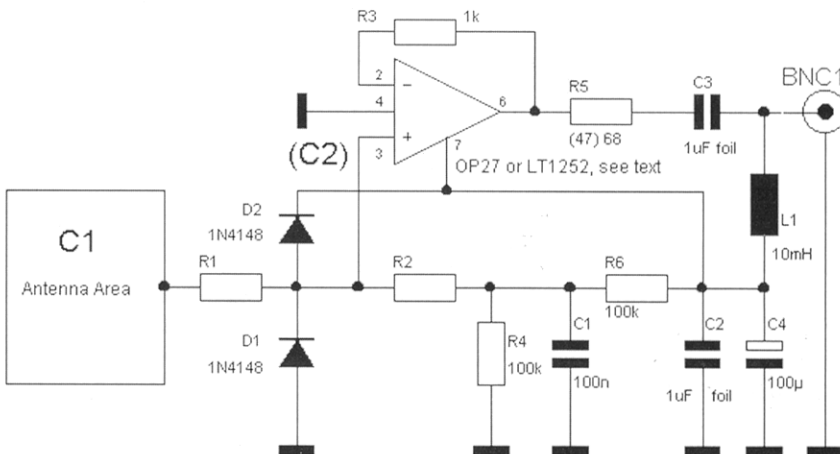 R3
1k
BNC1
2
4
3
6
7
R5
(47) 68
C3
1uF foil
(C2)
OP27 or LT1252, see text
C1
Antenna Area
D2
1N4148
L1
10mH
R1
R2
R6
100k
D1
1N4148
R4
100k
C1
100n
C2
1uF foil
C4
100µ